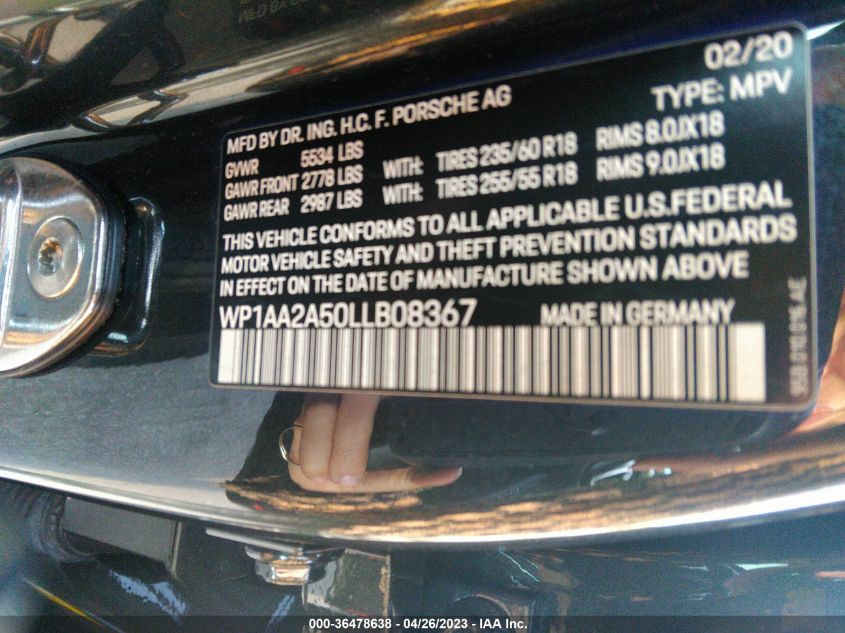 02/20
MFD BY DR. ING. H.C. F. PORSCHE AG TYPE: MPV
GVWR 5534 LBS
GAWR FRONT 2778 LBS WITH: TIRES 235/60 R18 RIMS 8.0JX18
GAWR REAR 2987 LBS WITH: TIRES 255/55 R18 RIMS 9.0JX18
THIS VEHICLE CONFORMS TO ALL APPLICABLE U.S.FEDERAL
MOTOR VEHICLE SAFETY AND THEFT PREVENTION STANDARDS
IN EFFECT ON THE DATE OF MANUFACTURE SHOWN ABOVE
WP1AA2A50LLB08367 MADE IN GERMANY
000-36478638 - 04/26/2023 - IAA Inc.